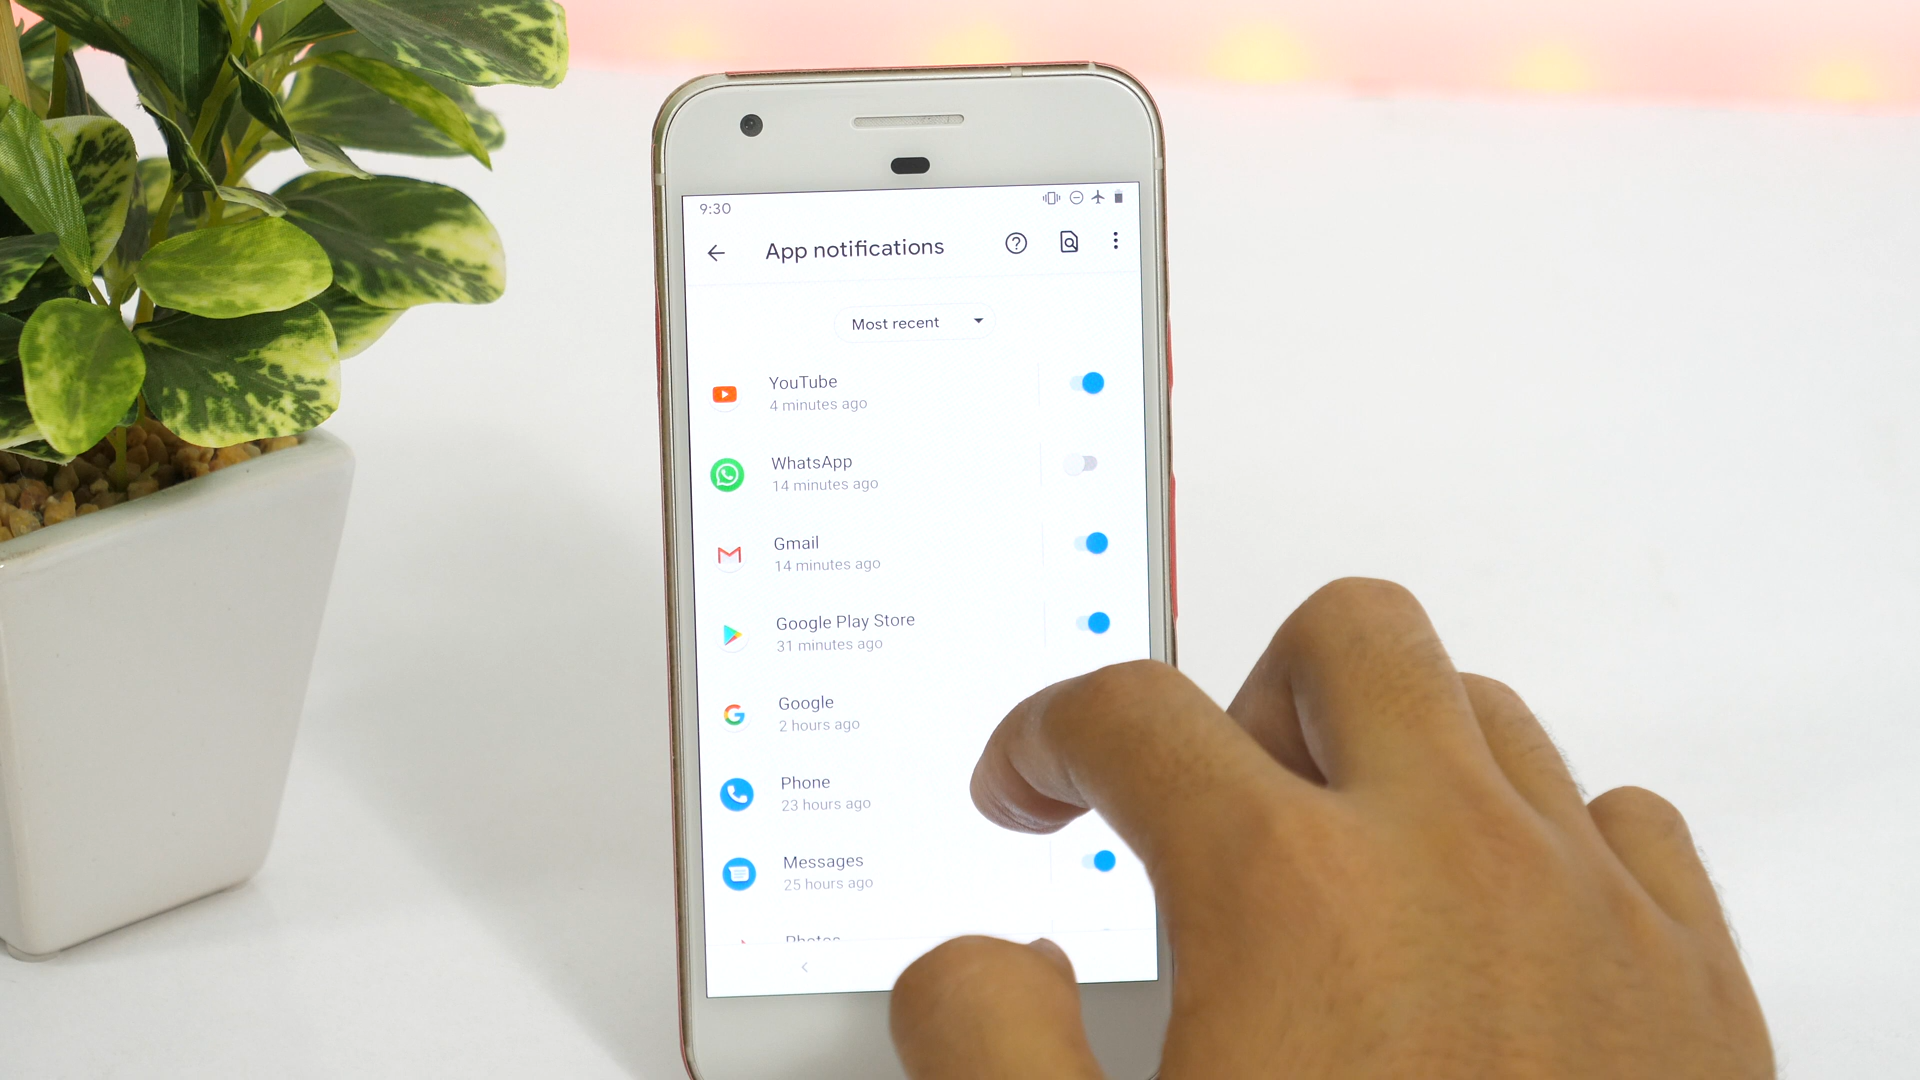 9:30
App notifications
Most recent
YouTube
4 minutes ago
WhatsApp
14 minutes ago
Gmail
14 minutes ago
Google Play Store
31 minutes ago
Google
2 hours ago
Phone
23 hours ago
Messages
25 hours ago
Photos